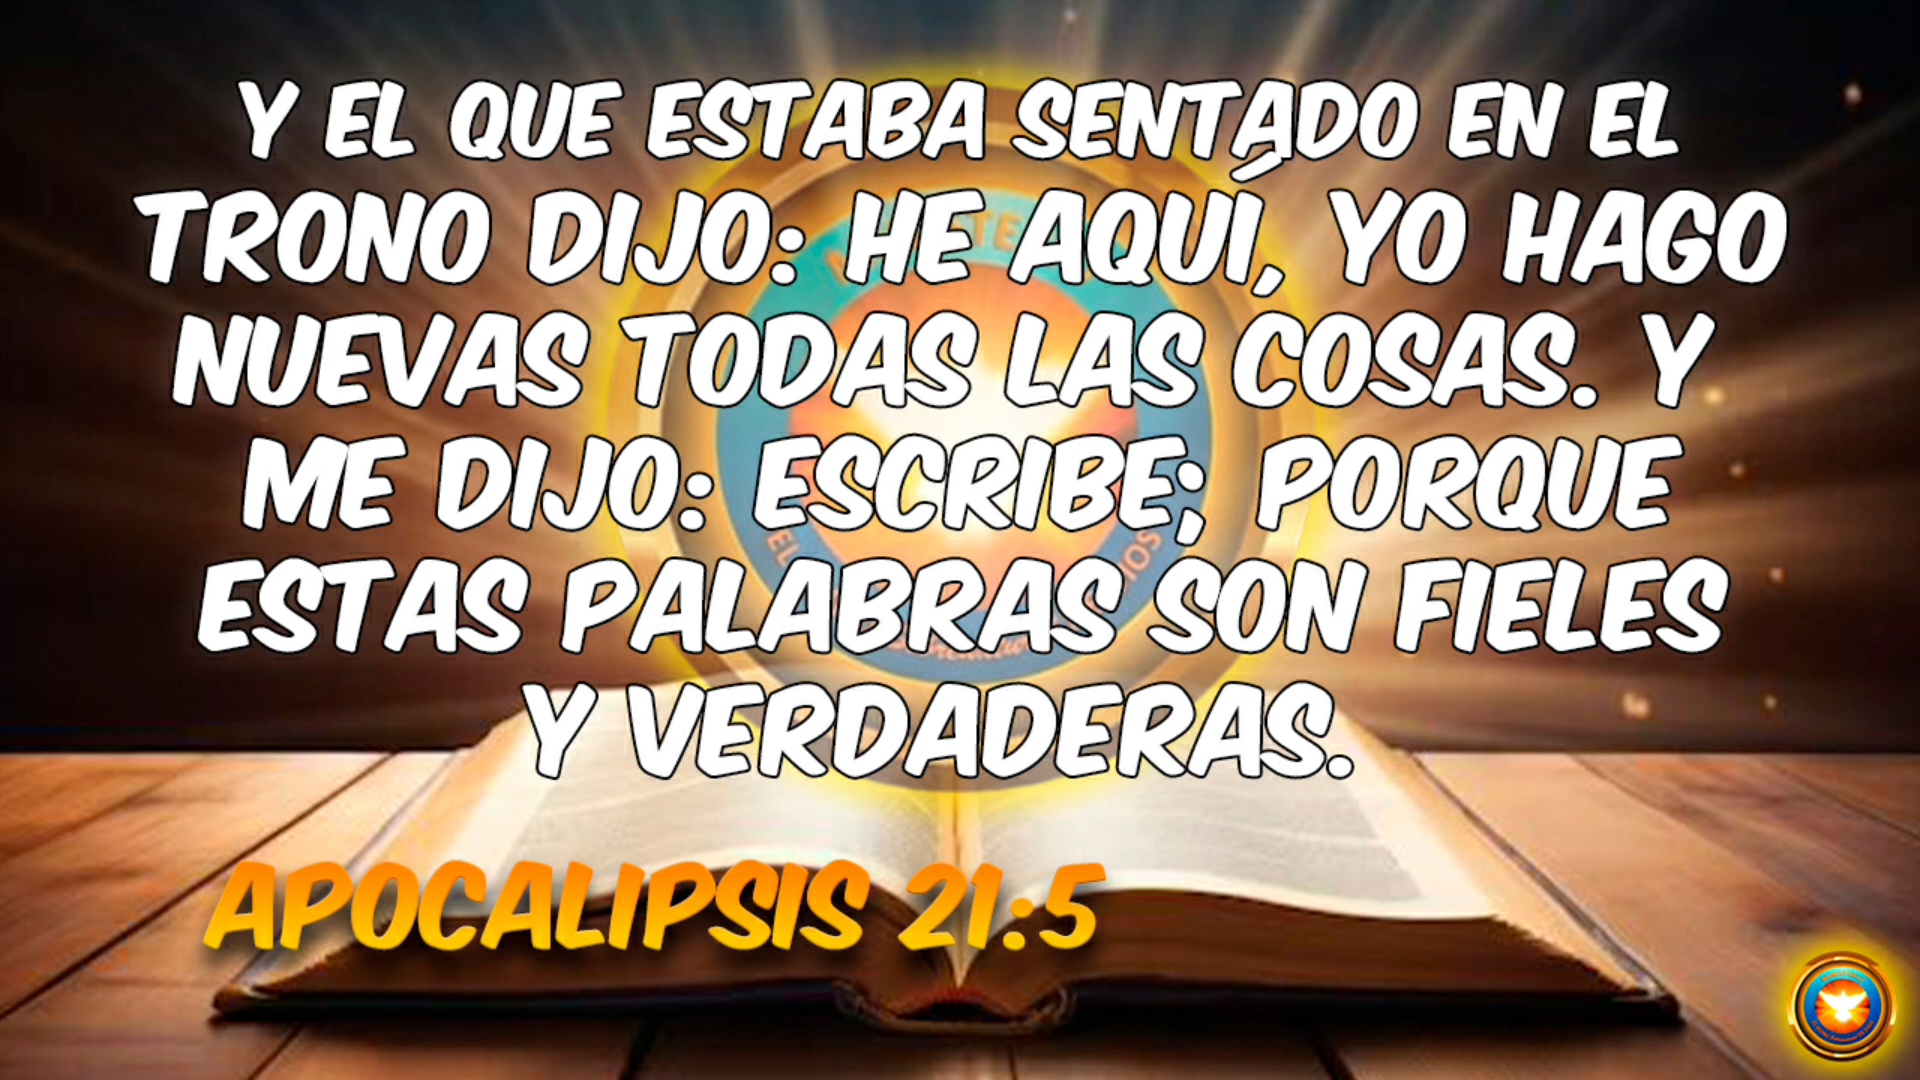 Y EL QUE ESTABA SENTADO EN EL
TRONO DIJO: HE AQUÍ, YO HAGO
NUEVAS TODAS LAS COSAS. Y
ME DIJO: ESCRIBE; PORQUE
ESTAS PALABRAS SON FIELES
Y VERDADERAS.
APOCALIPSIS 21:5